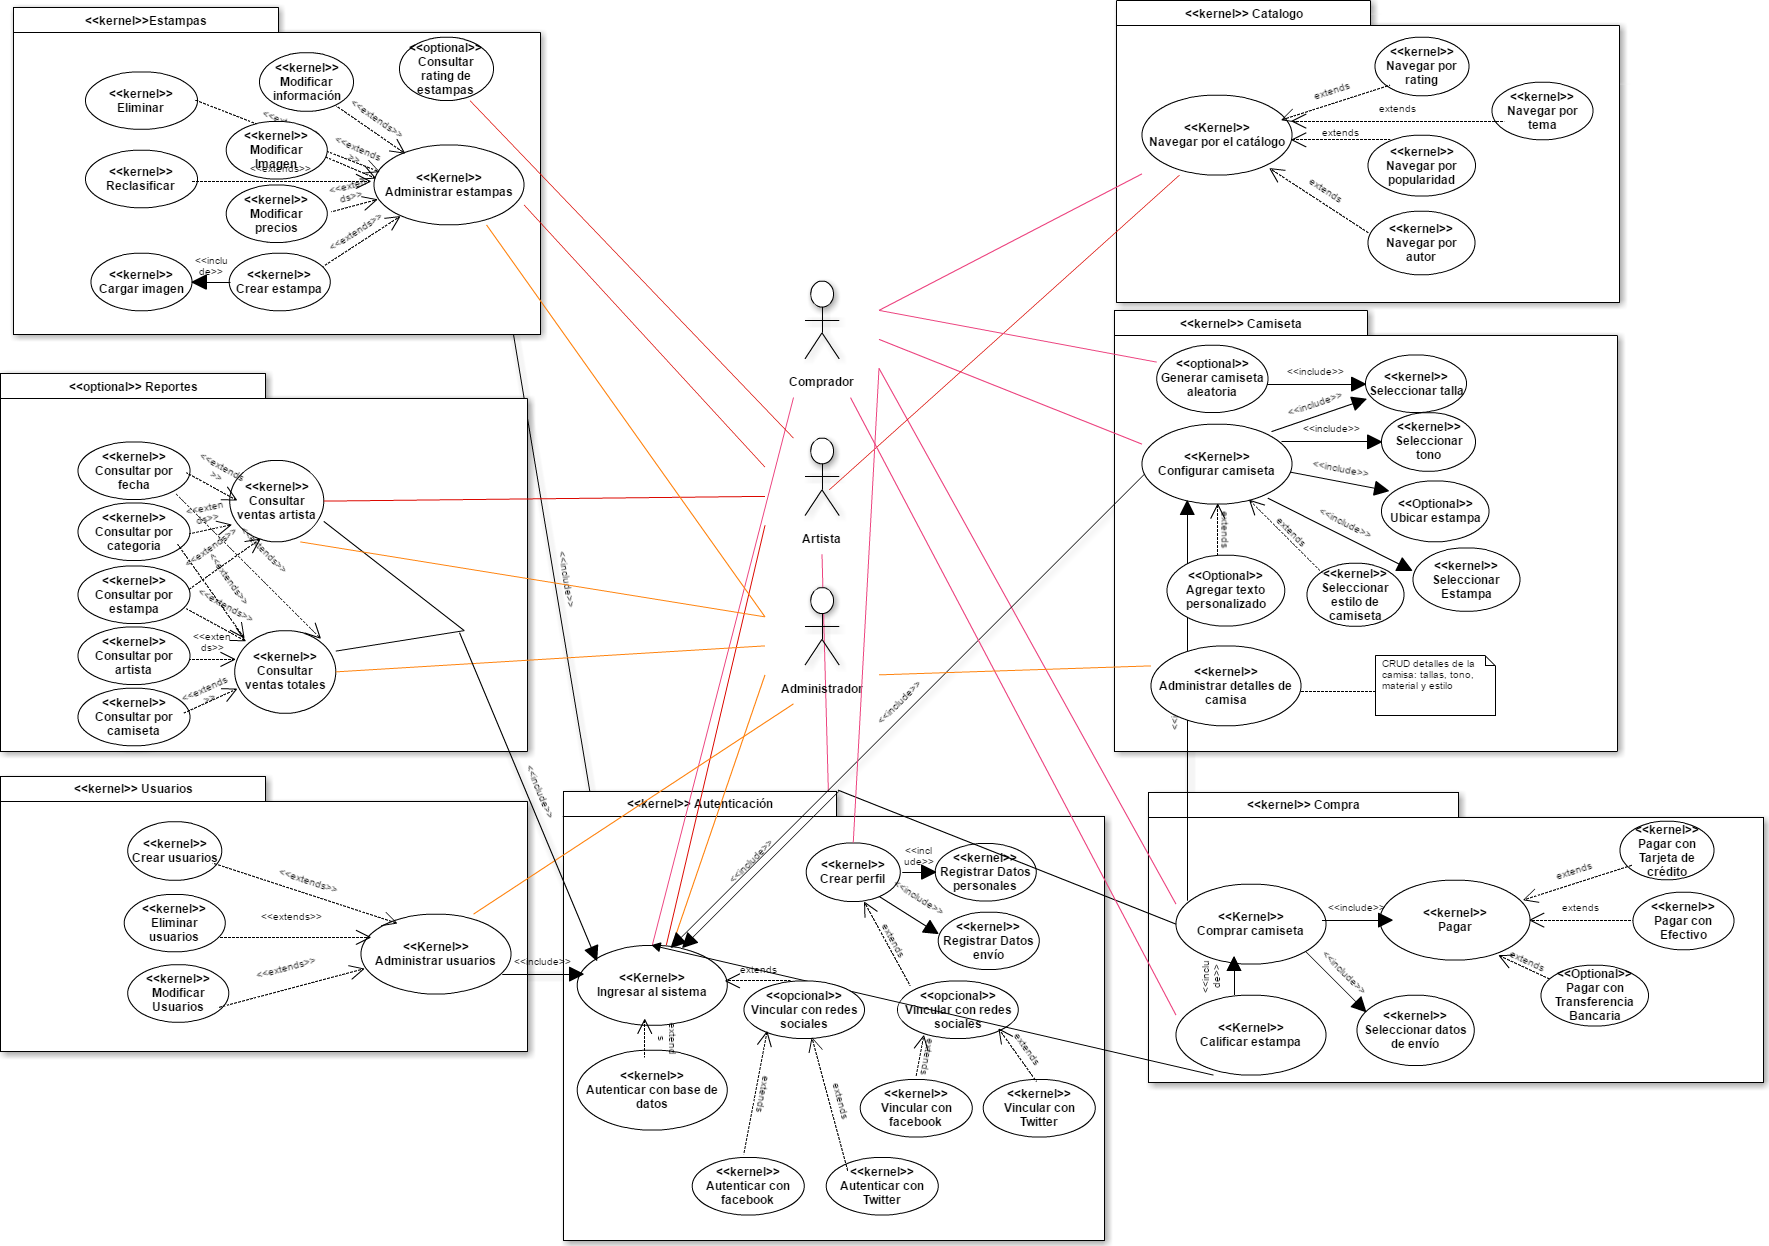 <<kernel>>Estampas
<<optional>>
Consultar
rating de
estampas
<<kernel>>
Modificar
información
<<kernel>>
Eliminar
<<extends>>
<<kernel>>
Modificar
Imagen
<<extends
>>
<<kernel>>
Reclasificar
<<extends>>
<<Kernel>>
Administrar estampas
<<kernel>>
Modificar
precios
<<exten
ds>>
<<extends>>
<<kernel>>
Cargar imagen
<<inclu
de>>
<<kernel>>
Crear estampa
<<optional>> Reportes
<<kernel>>
Consultar por
fecha
<<extends
>>
<<kernel>>
Consultar
ventas artista
<<kernel>>
Consultar por
categoria
<<exten
ds>>
<<extends>>
<<extends>>
<<kernel>>
Consultar por
estampa
<<extends>>
<<extends>>
<<kernel>>
Consultar por
artista
<<exten
ds>>
<<kernel>>
Consultar
ventas totales
<<kernel>>
Consultar por
camiseta
<<extends
>>
<<kernel>> Usuarios
<<kernel>>
Crear usuarios
<<extends>>
<<kernel>>
Eliminar
usuarios
<<extends>>
<<kernel>>
Modificar
Usuarios
<<extends>>
<<Kernel>>
Administrar usuarios
<<include>>
<<include>>
<<include>>
Comprador
Artista
Administrador
<<include>>
<<include>>
<<kernel>> Autenticación
<<kernel>>
Crear perfil
<<incl
ude>>
<<kernel>>
Registrar Datos
personales
<<include>>
<<kernel>>
Registrar Datos
envío
extends
<<Kernel>>
Ingresar al sistema
extends
<<opcional>>
Vincular con redes
sociales
<<opcional>>
Vincular con redes
sociales
extend
s
<<kernel>>
Autenticar con base de
datos
extends
extends
extends
extends
<<kernel>>
Vincular con
facebook
<<kernel>>
Vincular con
Twitter
<<kernel>>
Autenticar con
facebook
<<kernel>>
Autenticar con
Twitter
<<kernel>> Catalogo
<<kernel>>
Navegar por
rating
extends
<<Kernel>>
Navegar por el catálogo
extends
<<kernel>>
Navegar por
tema
extends
<<kernel>>
Navegar por
popularidad
extends
<<kernel>>
Navegar por
autor
<<kernel>> Camiseta
<<optional>>
Generar camiseta
aleatoria
<<include>>
<<kernel>>
Seleccionar talla
<<include>>
<<Kernel>>
Configurar camiseta
<<include>>
<<kernel>>
Seleccionar
tono
<<include>>
<<Optional>>
Ubicar estampa
<<include>>
<<kernel>>
Seleccionar
Estampa
extends
extends
<<Optional>>
Agregar texto
personalizado
<<kernel>>
Seleccionar
estilo de
camiseta
<<kernel>>
Administrar detalles de
camisa
CRUD detalles de la
camisa: tallas, tono,
material y estilo
>>
<<kernel>> Compra
<<Kernel>>
Comprar camiseta
<<include>>
<<kernel>>
Pagar
extends
<<kernel>>
Pagar con
Tarjeta de
crédito
extends
<<kernel>>
Pagar con
Efectivo
extends
<<Optional>>
Pagar con
Transferencia
Bancaria
<<inclu
de>>
<<include>>
<<Kernel>>
Calificar estampa
<<kernel>>
Seleccionar datos
de envío